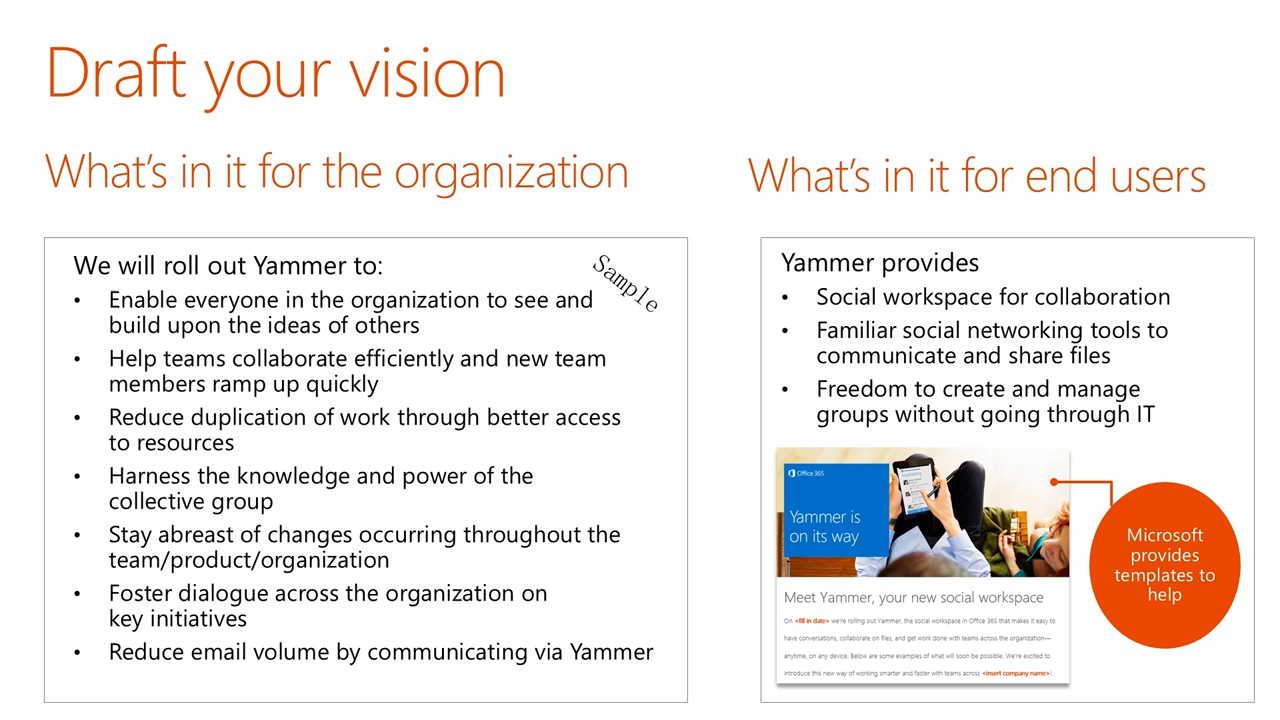 Draft your vision
What's in it for the organization
We will roll out Yammer to:
Sample
• Enable everyone in the organization to see and
build upon the ideas of others
• Help teams collaborate efficiently and new team
members ramp up quickly
• Reduce duplication of work through better access
to resources
• Harness the knowledge and power of the
collective group
• Stay abreast of changes occurring throughout the
team/product/organization
• Foster dialogue across the organization on
key initiatives
• Reduce email volume by communicating via Yammer
What's in it for end users
Yammer provides
• Social workspace for collaboration
• Familiar social networking tools to
communicate and share files
• Freedom to create and manage
groups without going through IT
Office 365
Yammer is
on its way
Meet Yammer, your new social workspace
On <fill in date> we're rolling out Yammer, the social workspace in Office 365 that makes it easy to
have conversations, collaborate on files, and get work done with teams across the organization—
anytime, on any device. Below are some examples of what will soon be possible. We're excited to
introduce this new way of working smarter and faster with teams across <insert company name>!
Microsoft
provides
templates to
help